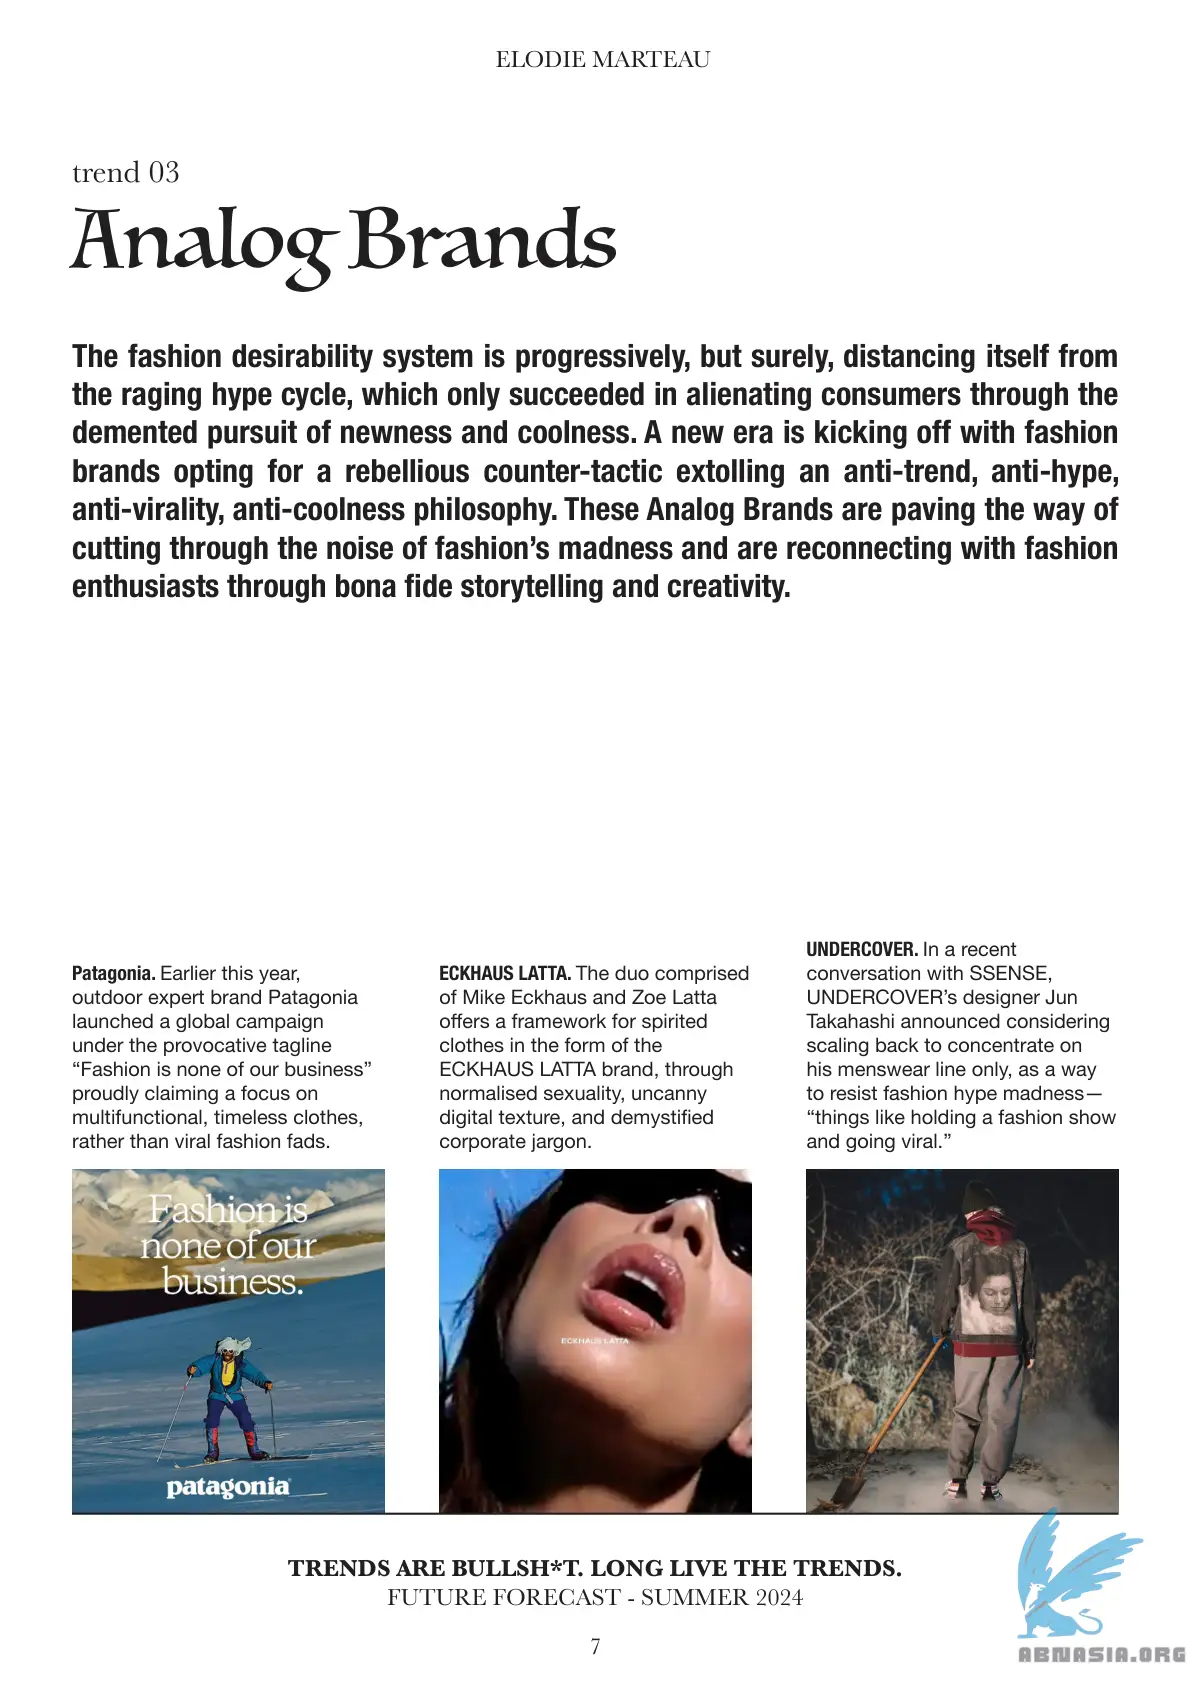 ELODIE MARTEAU
trend 03
Analog Brands
The fashion desirability system is progressively, but surely, distancing itself from
the raging hype cycle, which only succeeded in alienating consumers through the
demented pursuit of newness and coolness. A new era is kicking off with fashion
brands opting for a rebellious counter-tactic extolling an anti-trend, anti-hype,
anti-virality, anti-coolness philosophy. These Analog Brands are paving the way of
cutting through the noise of fashion’s madness and are reconnecting with fashion
enthusiasts through bona fide storytelling and creativity.
Patagonia. Earlier this year,
outdoor expert brand Patagonia
launched a global campaign
under the provocative tagline
“Fashion is none of our business”
proudly claiming a focus on
multifunctional, timeless clothes,
rather than viral fashion fads.
Fashion is
none of our
business.
patagonia
ECKHAUS LATTA. The duo comprised
of Mike Eckhaus and Zoe Latta
offers a framework for spirited
clothes in the form of the
ECKHAUS LATTA brand, through
normalised sexuality, uncanny
digital texture, and demystified
corporate jargon.
ECKHAUS LATTA
UNDERCOVER. In a recent
conversation with SSENSE,
UNDERCOVER’s designer Jun
Takahashi announced considering
scaling back to concentrate on
his menswear line only, as a way
to resist fashion hype madness—
“things like holding a fashion show
and going viral.”
TRENDS ARE BULLSH*T. LONG LIVE THE TRENDS.
FUTURE FORECAST - SUMMER 2024
7
ABNASIA.ORG